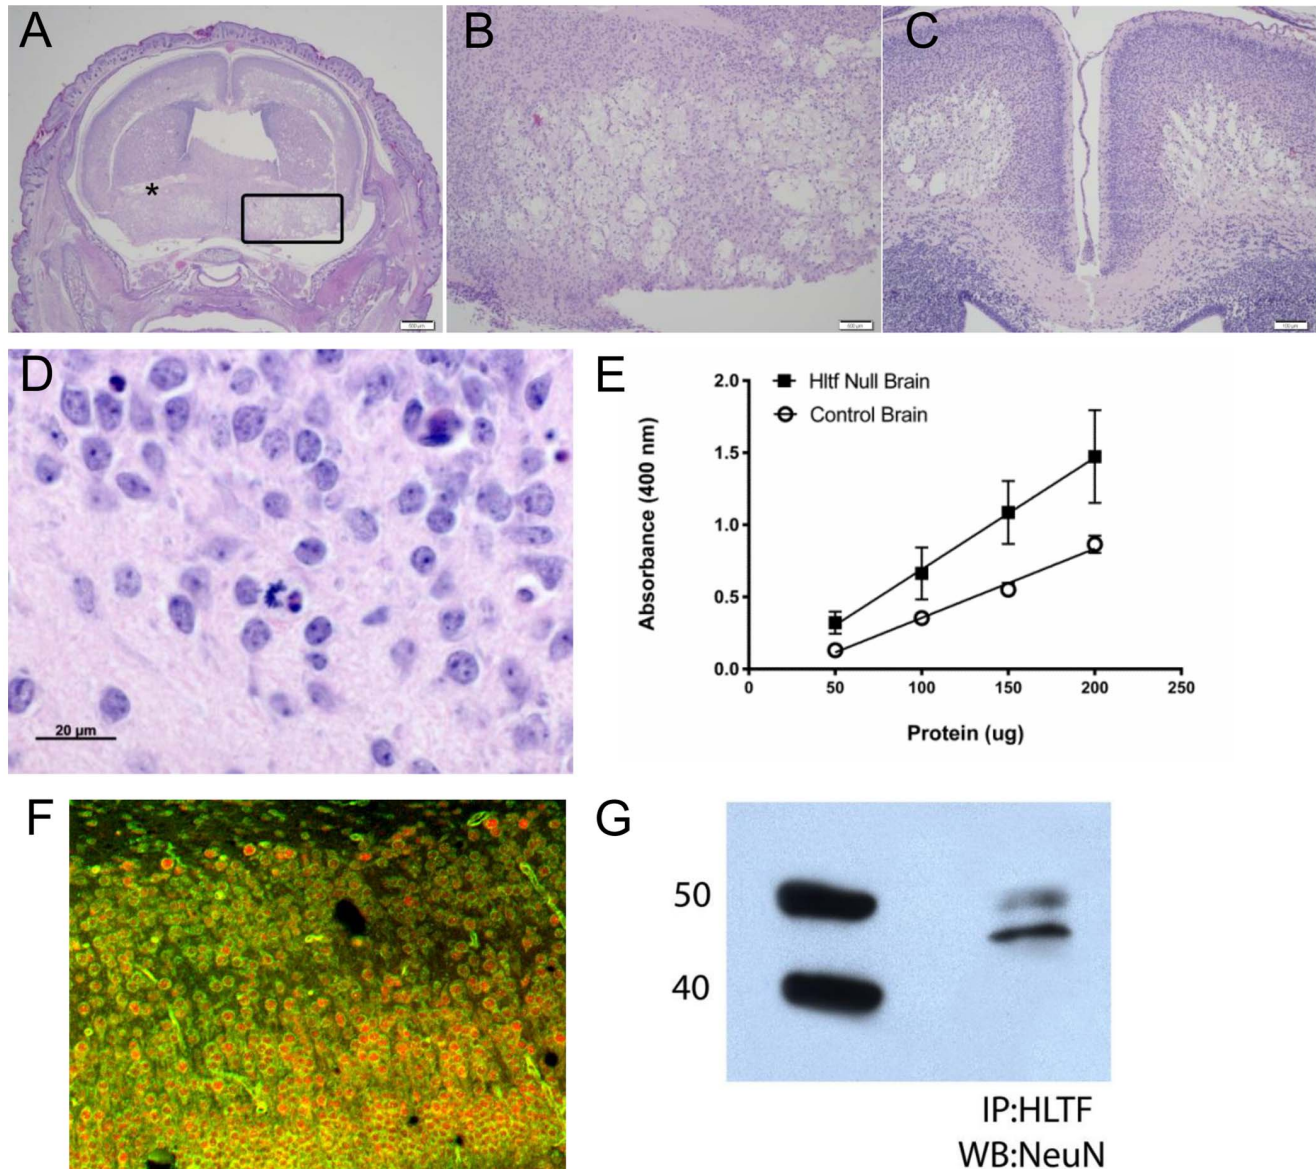 A
B
C
*
D
20 µm
E
Hltf Null Brain
Control Brain
Absorbance (400 nm)
2.0
1.5
1.0
0.5
0.0
0
50
100
150
200
250
Protein (ug)
F
G
50
40
IP:HLTF
WB:NeuN